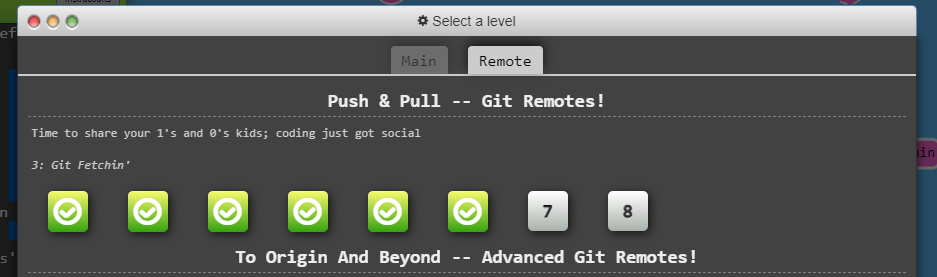 Select a level
Main Remote
Push & Pull -- Git Remotes!
Time to share your 1's and 0's kids; coding just got social
3: Git Fetchin'
7 8
To Origin And Beyond -- Advanced Git Remotes!